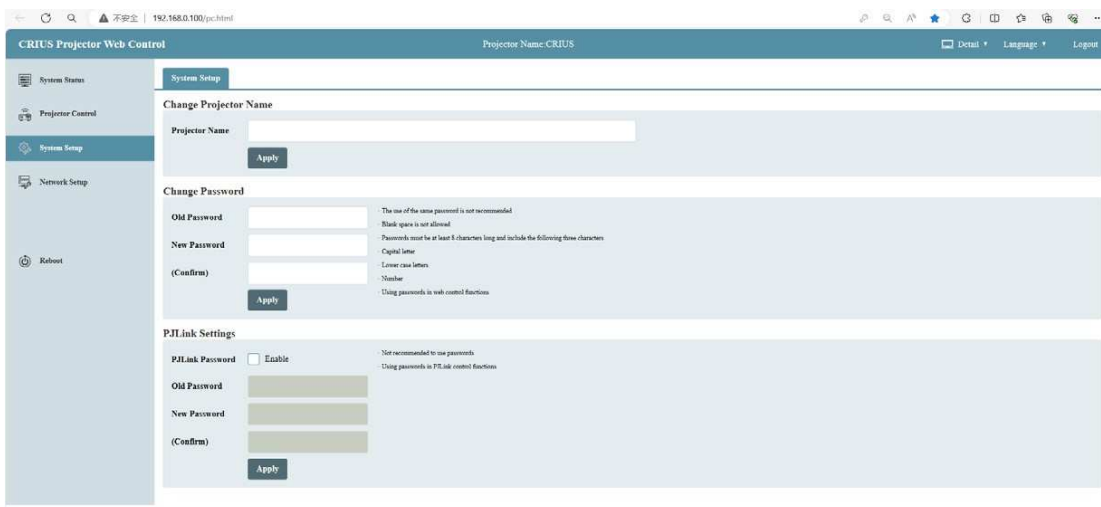 不安全 192.168.0.100/pc.html
CRIUS Projector Web Control Projector Name:CRIUS Detail Language Logout
System Status
Projector Control
System Setup
Network Setup
Reboot
System Setup
Change Projector Name
Projector Name
Apply
Change Password
Old Password
New Password
(Confirm)
· The use of the same password is not recommended
· Blank space is not allowed
· Passwords must be at least 8 characters long and include the following three characters
· Capital letter
· Lower case letters
· Number
· Using passwords in web control functions
Apply
PJLink Settings
PJLink Password Enable
Old Password
New Password
(Confirm)
· Not recommended to use passwords
· Using passwords in PJLink control functions
Apply